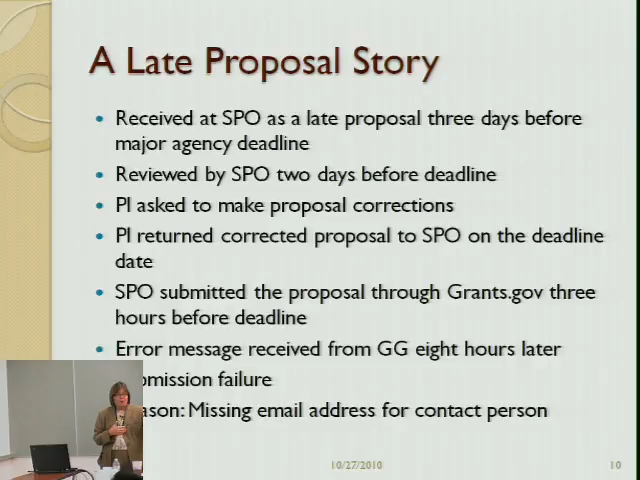 A Late Proposal Story
Received at SPO as a late proposal three days before
major agency deadline
Reviewed by SPO two days before deadline
PI asked to make proposal corrections
PI returned corrected proposal to SPO on the deadline
date
SPO submitted the proposal through Grants.gov three
hours before deadline
Error message received from GG eight hours later
failure
Missing email address for contact person
10/27/2010
10